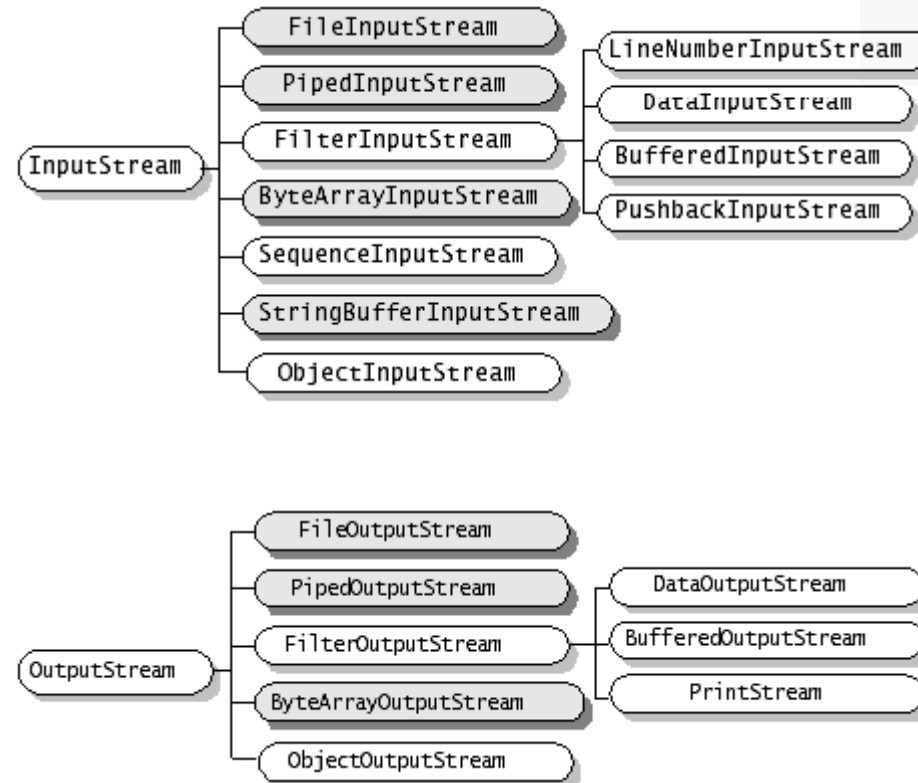 FileInputStream
PipedInputStream
FilterInputStream
InputStream
ByteArrayInputStream
SequenceInputStream
StringBufferInputStream
ObjectInputStream
LineNumberInputStream
DataInputStream
BufferedInputStream
PushbackInputStream
FileOutputStream
PipedOutputStream
FilterOutputStream
OutputStream
ByteArrayOutputStream
ObjectOutputStream
DataOutputStream
BufferedOutputStream
PrintStream